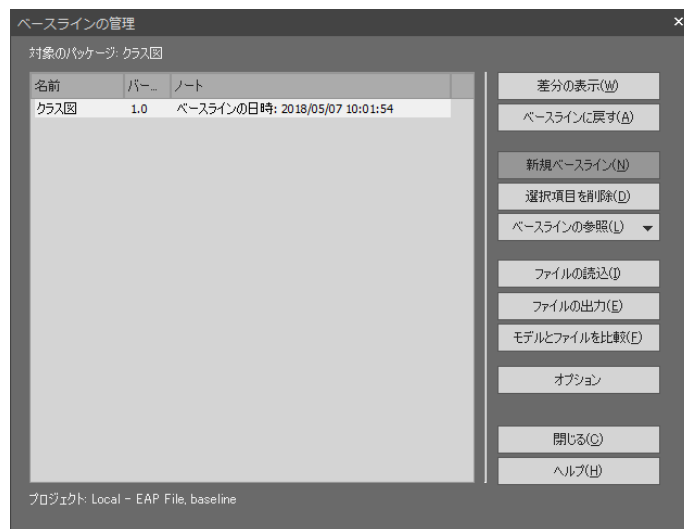 ベースラインの管理
×
対象のパッケージ: クラス図
名前 バー... ノート
クラス図 1.0 ベースラインの日時: 2018/05/07 10:01:54
差分の表示(W)
ベースラインに戻す(A)
新規ベースライン(N)
選択項目を削除(D)
ベースラインの参照(L)
ファイルの読込(I)
ファイルの出力(E)
モデルとファイルを比較(F)
オプション
閉じる(C)
ヘルプ(H)
プロジェクト: Local - EAP File, baseline